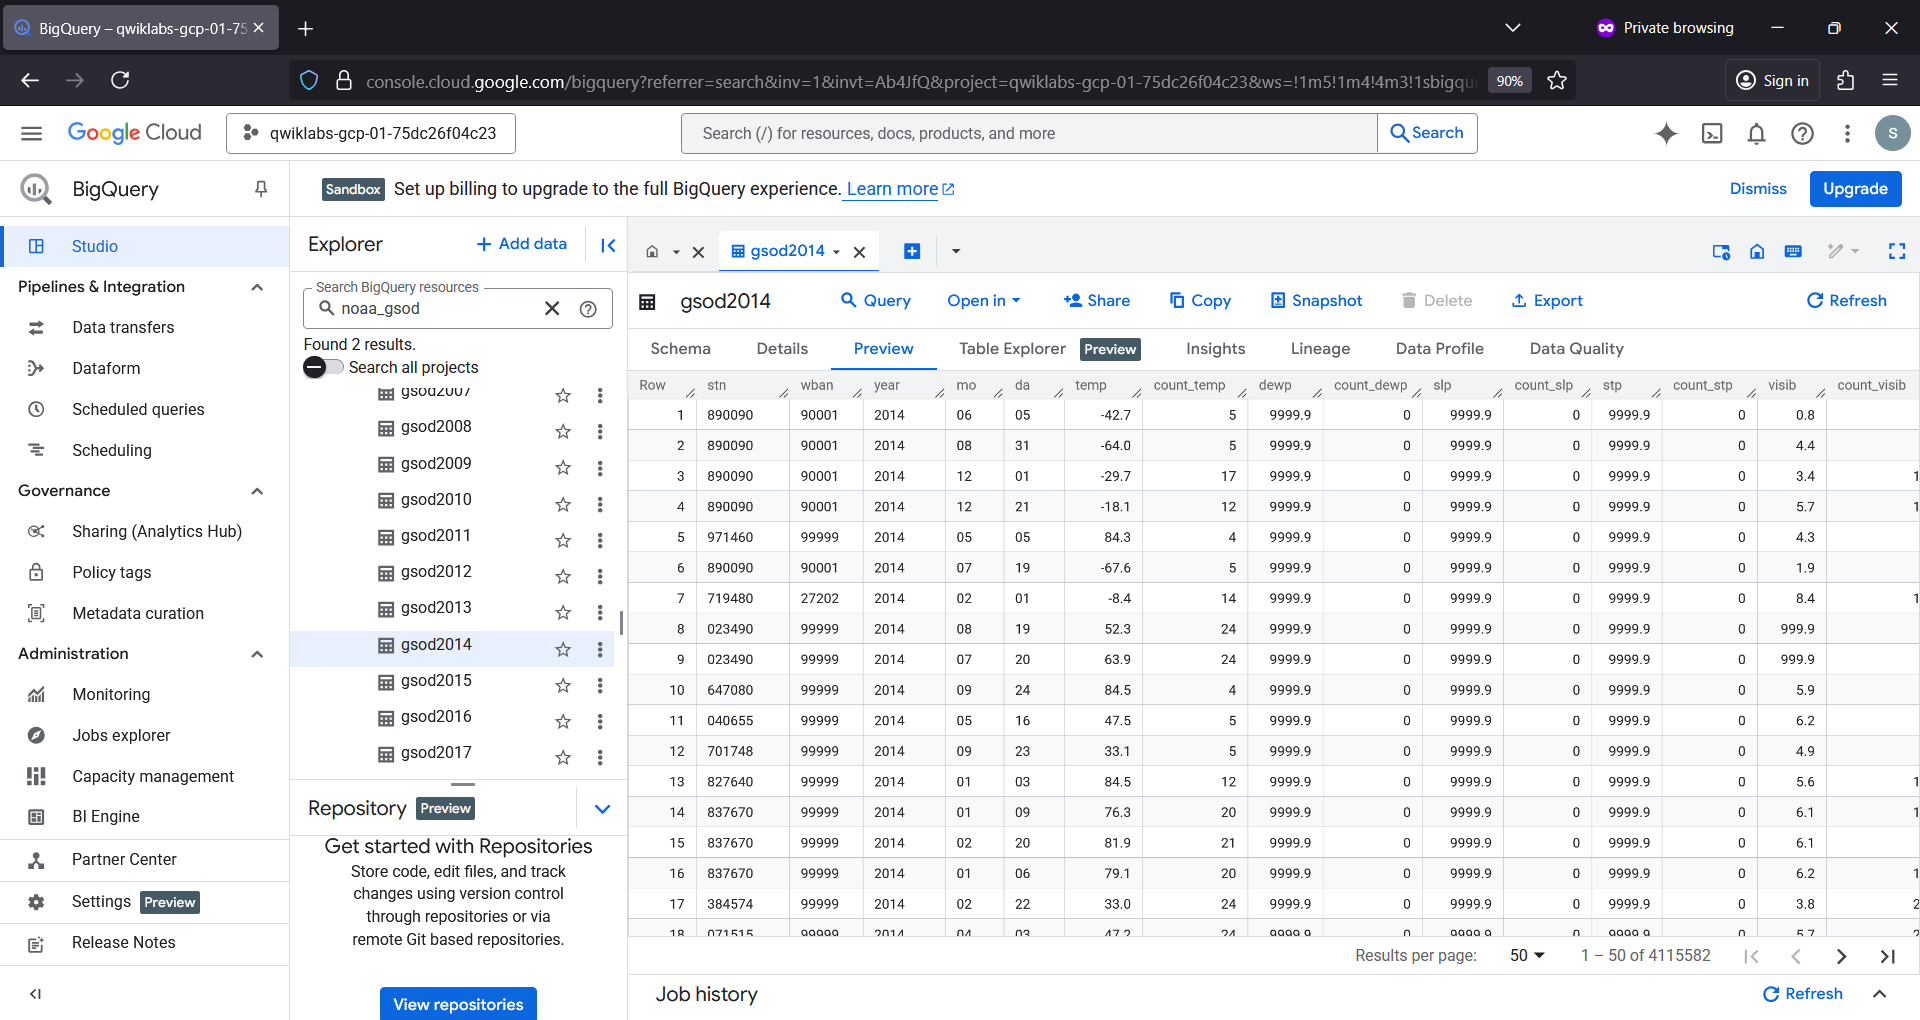 BigQuery – qwiklabs-gcp-01-75
Private browsing
console.cloud.google.com/bigquery?referrer=search&inv=1&invt=Ab4JfQ&project=qwiklabs-gcp-01-75dc26f04c23&ws=!1m5!1m4!4m3!1sbigqu
90%
Sign in
Google Cloud
qwiklabs-gcp-01-75dc26f04c23
Search (/) for resources, docs, products, and more
Search
S
BigQuery
Sandbox Set up billing to upgrade to the full BigQuery experience. Learn more
Dismiss
Upgrade
Studio
Pipelines & Integration
Data transfers
Dataform
Scheduled queries
Scheduling
Governance
Sharing (Analytics Hub)
Policy tags
Metadata curation
Administration
Monitoring
Jobs explorer
Capacity management
BI Engine
Partner Center
Settings Preview
Release Notes
Explorer
+ Add data
Search BigQuery resources
noaa_gsod
Found 2 results.
Search all projects
gsod2007
gsod2008
gsod2009
gsod2010
gsod2011
gsod2012
gsod2013
gsod2014
gsod2015
gsod2016
gsod2017
Repository Preview
Get started with Repositories
Store code, edit files, and track
changes using version control
through repositories or via
remote Git based repositories.
View repositories
gsod2014
gsod2014
Query
Open in
Share
Copy
Snapshot
Delete
Export
Refresh
Schema Details Preview Table Explorer Preview Insights Lineage Data Profile Data Quality
Row stn wban year mo da temp count_temp dewp count_dewp slp count_slp stp count_stp visib count_visib
1 890090 90001 2014 06 05 -42.7 5 9999.9 0 9999.9 0 9999.9 0 0.8
2 890090 90001 2014 08 31 -64.0 5 9999.9 0 9999.9 0 9999.9 0 4.4
3 890090 90001 2014 12 01 -29.7 17 9999.9 0 9999.9 0 9999.9 0 3.4 1
4 890090 90001 2014 12 21 -18.1 12 9999.9 0 9999.9 0 9999.9 0 5.7 1
5 971460 99999 2014 05 05 84.3 4 9999.9 0 9999.9 0 9999.9 0 4.3
6 890090 90001 2014 07 19 -67.6 5 9999.9 0 9999.9 0 9999.9 0 1.9
7 719480 27202 2014 02 01 -8.4 14 9999.9 0 9999.9 0 9999.9 0 8.4 1
8 023490 99999 2014 08 19 52.3 24 9999.9 0 9999.9 0 9999.9 0 999.9
9 023490 99999 2014 07 20 63.9 24 9999.9 0 9999.9 0 9999.9 0 999.9
10 647080 99999 2014 09 24 84.5 4 9999.9 0 9999.9 0 9999.9 0 5.9
11 040655 99999 2014 05 16 47.5 5 9999.9 0 9999.9 0 9999.9 0 6.2
12 701748 99999 2014 09 23 33.1 5 9999.9 0 9999.9 0 9999.9 0 4.9
13 827640 99999 2014 01 03 84.5 12 9999.9 0 9999.9 0 9999.9 0 5.6 1
14 837670 99999 2014 01 09 76.3 20 9999.9 0 9999.9 0 9999.9 0 6.1 1
15 837670 99999 2014 02 20 81.9 21 9999.9 0 9999.9 0 9999.9 0 6.1
16 837670 99999 2014 01 06 79.1 20 9999.9 0 9999.9 0 9999.9 0 6.2 1
17 384574 99999 2014 02 22 33.0 24 9999.9 0 9999.9 0 9999.9 0 3.8 2
18 071515 99999 2014 04 03 47.2 24 9999.9 0 9999.9 0 9999.9 0 5.7 2
Results per page: 50 1 – 50 of 4115582
Job history
Refresh